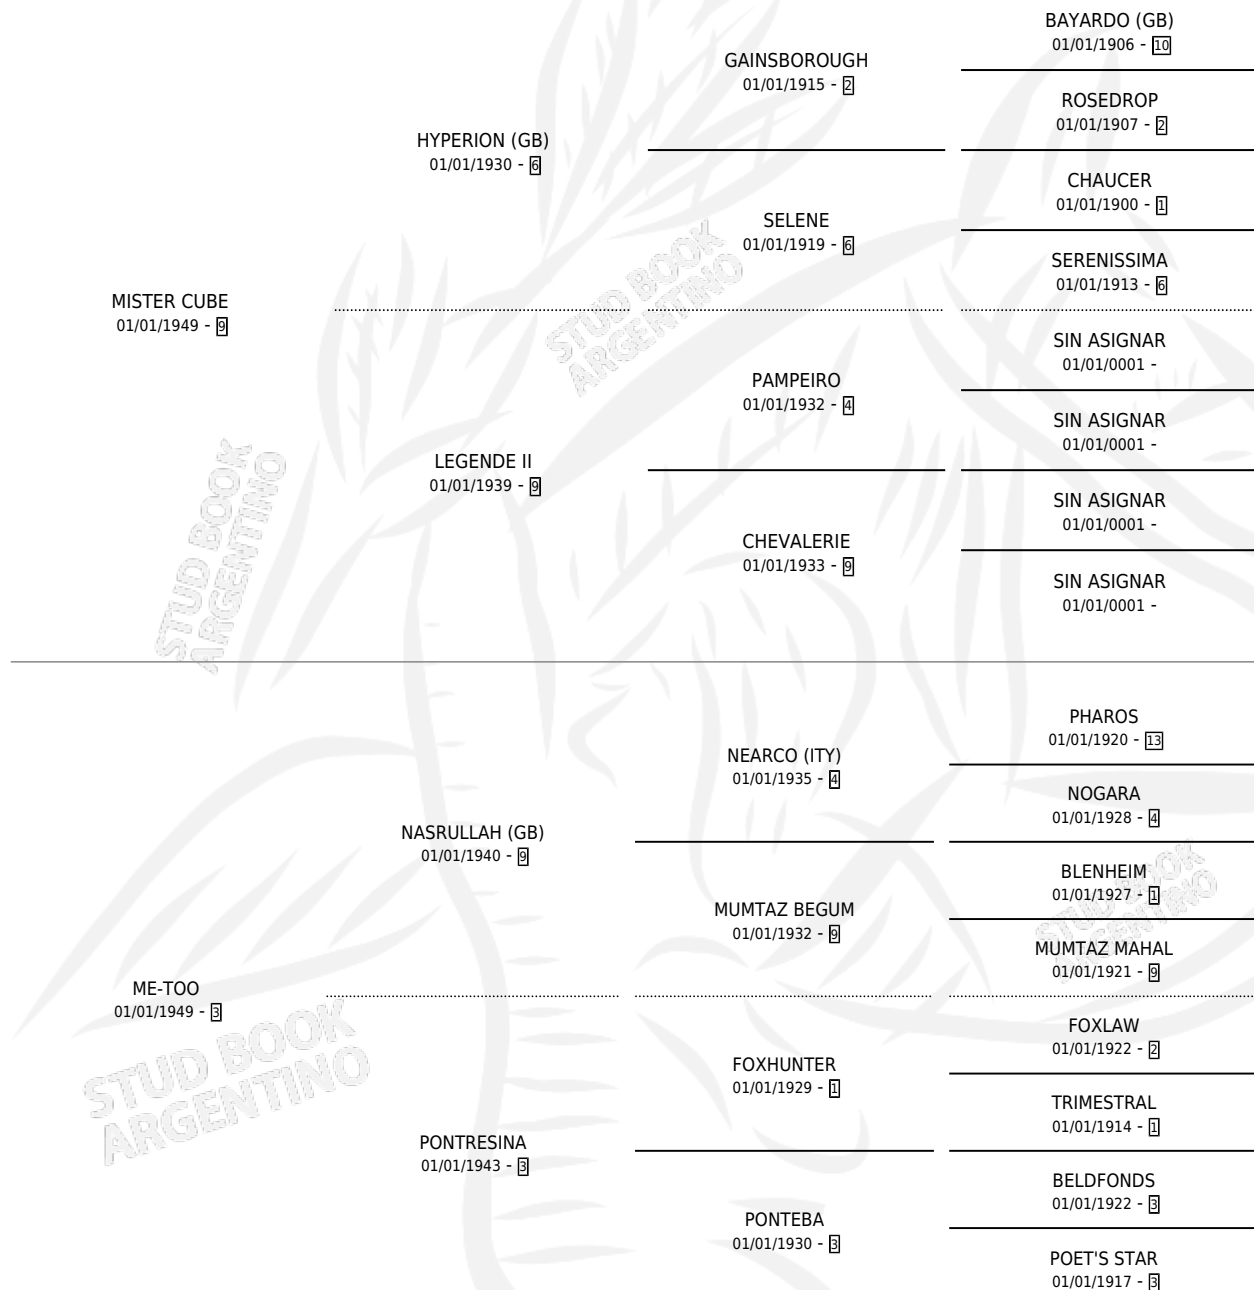 BAYARDO (GB)
01/01/1906 - 10
GAINSBOROUGH
01/01/1915 - 2
ROSEDROP
01/01/1907 - 2
HYPERION (GB)
01/01/1930 - 6
CHAUCER
01/01/1900 - 1
SELENE
01/01/1919 - 6
SERENISSIMA
01/01/1913 - 6
MISTER CUBE
01/01/1949 - 9
SIN ASIGNAR
01/01/0001 -
PAMPEIRO
01/01/1932 - 4
SIN ASIGNAR
01/01/0001 -
LEGENDE II
01/01/1939 - 9
SIN ASIGNAR
01/01/0001 -
CHEVALERIE
01/01/1933 - 9
SIN ASIGNAR
01/01/0001 -
PHAROS
01/01/1920 - 13
NEARCO (ITY)
01/01/1935 - 4
NOGARA
01/01/1928 - 4
NASRULLAH (GB)
01/01/1940 - 9
BLENHEIM
01/01/1927 - 1
MUMTAZ BEGUM
01/01/1932 - 9
MUMTAZ MAHAL
01/01/1921 - 9
ME-TOO
01/01/1949 - 3
FOXLAW
01/01/1922 - 2
FOXHUNTER
01/01/1929 - 1
TRIMESTRAL
01/01/1914 - 1
PONTRESINA
01/01/1943 - 3
BELDFONDS
01/01/1922 - 3
PONTEBA
01/01/1930 - 3
POET'S STAR
01/01/1917 - 3
STUD BOOK
ARGENTINO
STUD BOOK
ARGENTINO
STUD BOOK
ARGENTINO
STUD BOOK
ARGENTINO